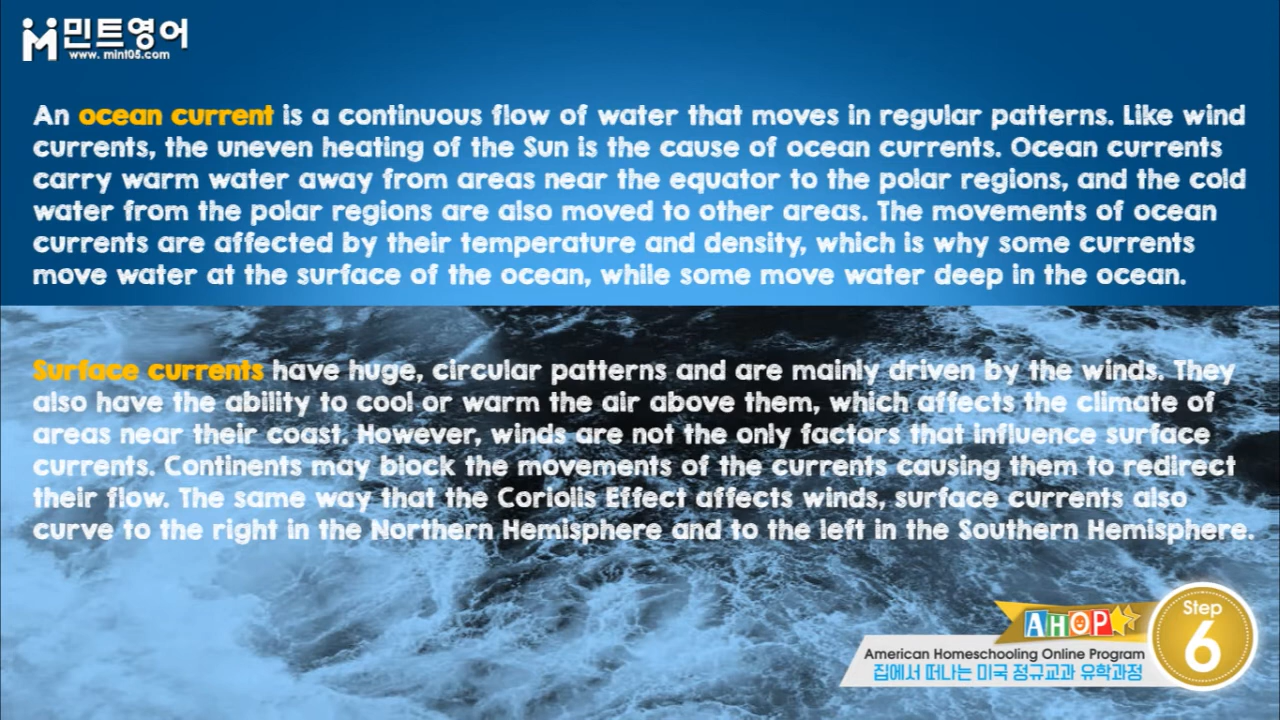 민트영어
www. mint05.com
An ocean current is a continuous flow of water that moves in regular patterns. Like wind
currents, the uneven heating of the Sun is the cause of ocean currents. Ocean currents
carry warm water away from areas near the equator to the polar regions, and the cold
water from the polar regions are also moved to other areas. The movements of ocean
currents are affected by their temperature and density, which is why some currents
move water at the surface of the ocean, while some move water deep in the ocean.
Surface currents have huge, circular patterns and are mainly driven by the winds. They
also have the ability to cool or warm the air above them, which affects the climate of
areas near their coast. However, winds are not the only factors that influence surface
currents. Continents may block the movements of the currents causing them to redirect
their flow. The same way that the Coriolis Effect affects winds, surface currents also
curve to the right in the Northern Hemisphere and to the left in the Southern Hemisphere.
AHOP
American Homeschooling Online Program
집에서 떠나는 미국 정규교과 유학과정
Step
6